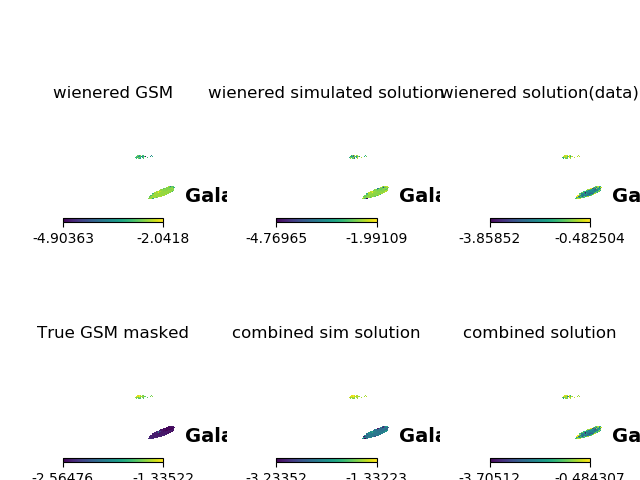 wienered GSM wienered simulated solution wienered solution(data)
Gala Gala Ga
-4.90363 -2.0418 -4.76965 -1.99109 -3.85852 -0.482504
True GSM masked combined sim solution combined solution
Gala Gala Ga
-2.56476 -1.33522 -3.23352 -1.33223 -3.70512 -0.484307